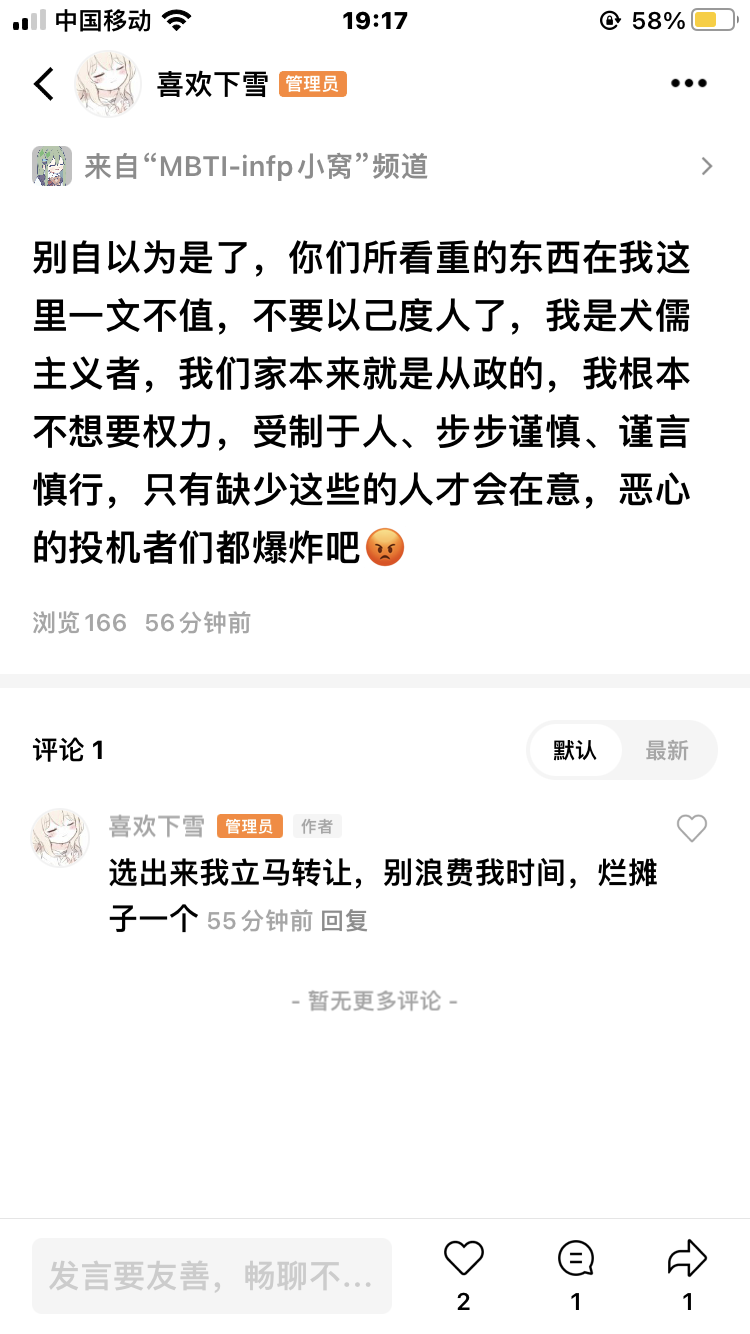 中国移动
19:17
58%
喜欢下雪 管理员
来自“MBTI-infp小窝”频道
别自以为是了，你们所看重的东西在我这
里一文不值，不要以己度人了，我是犬儒
主义者，我们家本来就是从政的，我根本
不想要权力，受制于人、步步谨慎、谨言
慎行，只有缺少这些的人才会在意，恶心
的投机者们都爆炸吧😡
浏览166 56分钟前
评论 1
默认 最新
喜欢下雪 管理员 作者
选出来我立马转让，别浪费我时间，烂摊
子一个 55分钟前 回复
- 暂无更多评论 -
发言要友善，畅聊不...
2 1 1